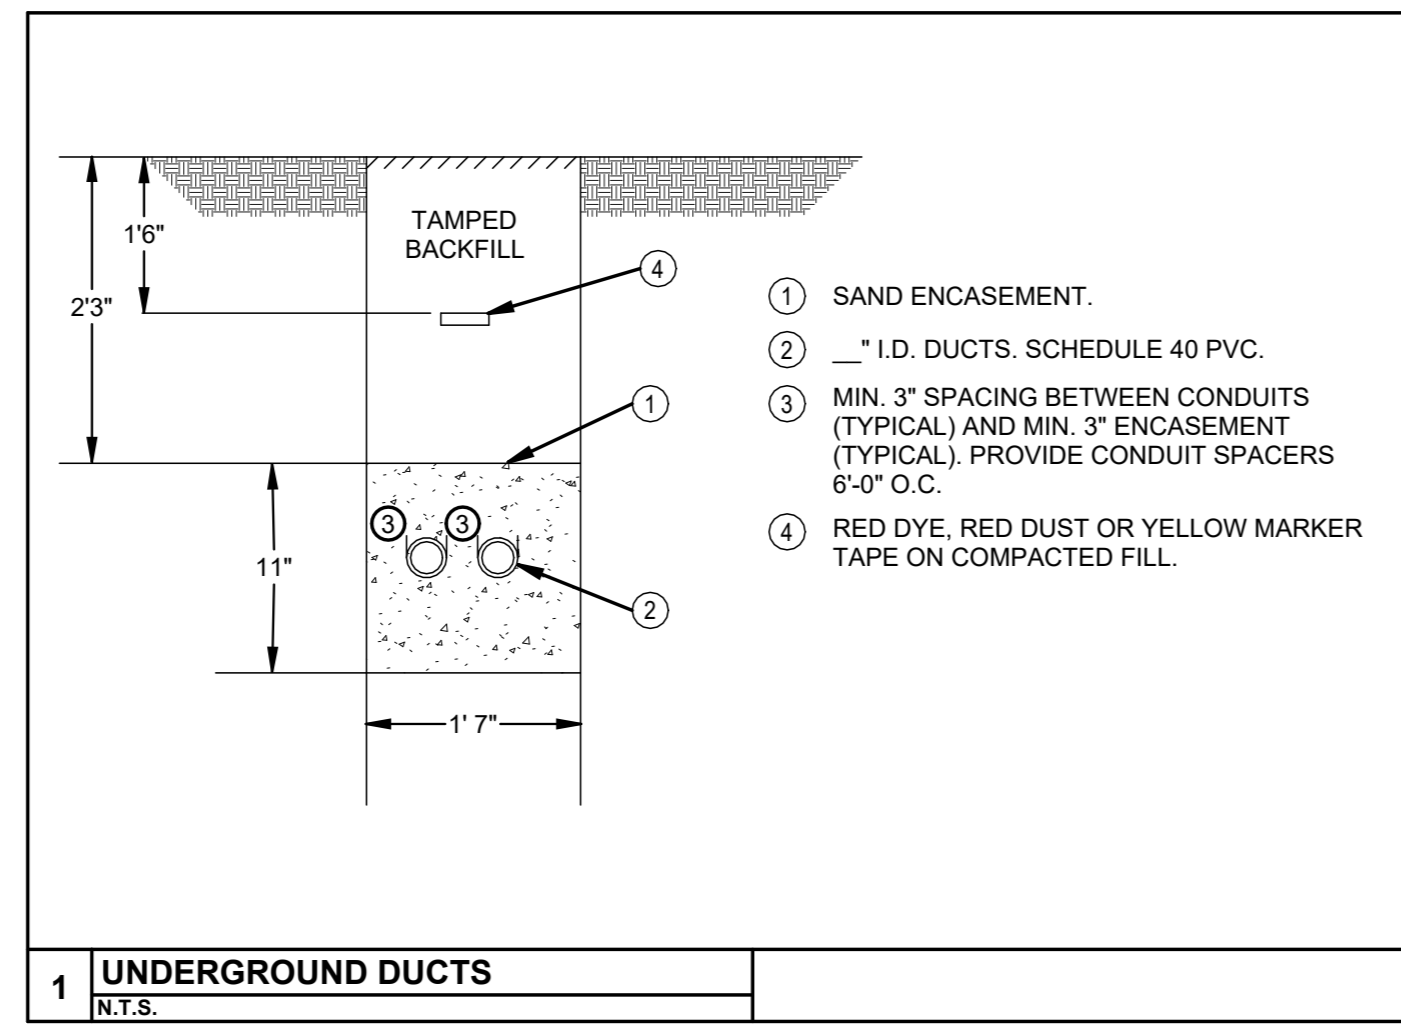 TAMPED
BACKFILL
1'6"
2'3"
4
1
3 3
11"
2
1' 7"
1 SAND ENCASEMENT.
2 __" I.D. DUCTS. SCHEDULE 40 PVC.
3 MIN. 3" SPACING BETWEEN CONDUITS
(TYPICAL) AND MIN. 3" ENCASEMENT
(TYPICAL). PROVIDE CONDUIT SPACERS
6'-0" O.C.
4 RED DYE, RED DUST OR YELLOW MARKER
TAPE ON COMPACTED FILL.
1 UNDERGROUND DUCTS
N.T.S.